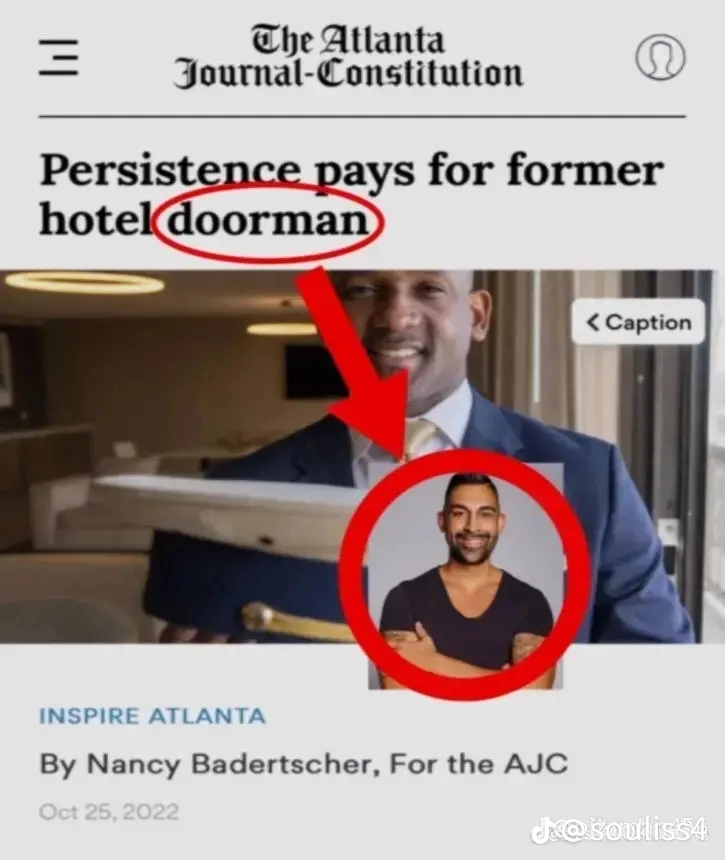 The Atlanta
Journal-Constitution
Persistence pays for former
hotel doorman
< Caption
INSPIRE ATLANTA
By Nancy Badertscher, For the AJC
Oct 25, 2022
@souliss4